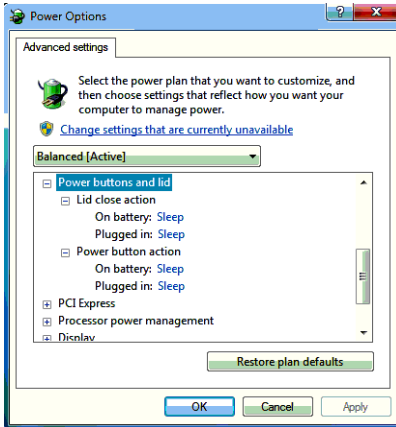 Power Options
Advanced settings
Select the power plan that you want to customize, and
then choose settings that reflect how you want your
computer to manage power.
Change settings that are currently unavailable
Balanced [Active]
Power buttons and lid
Lid close action
On battery: Sleep
Plugged in: Sleep
Power button action
On battery: Sleep
Plugged in: Sleep
PCI Express
Processor power management
Display
Restore plan defaults
OK Cancel Apply